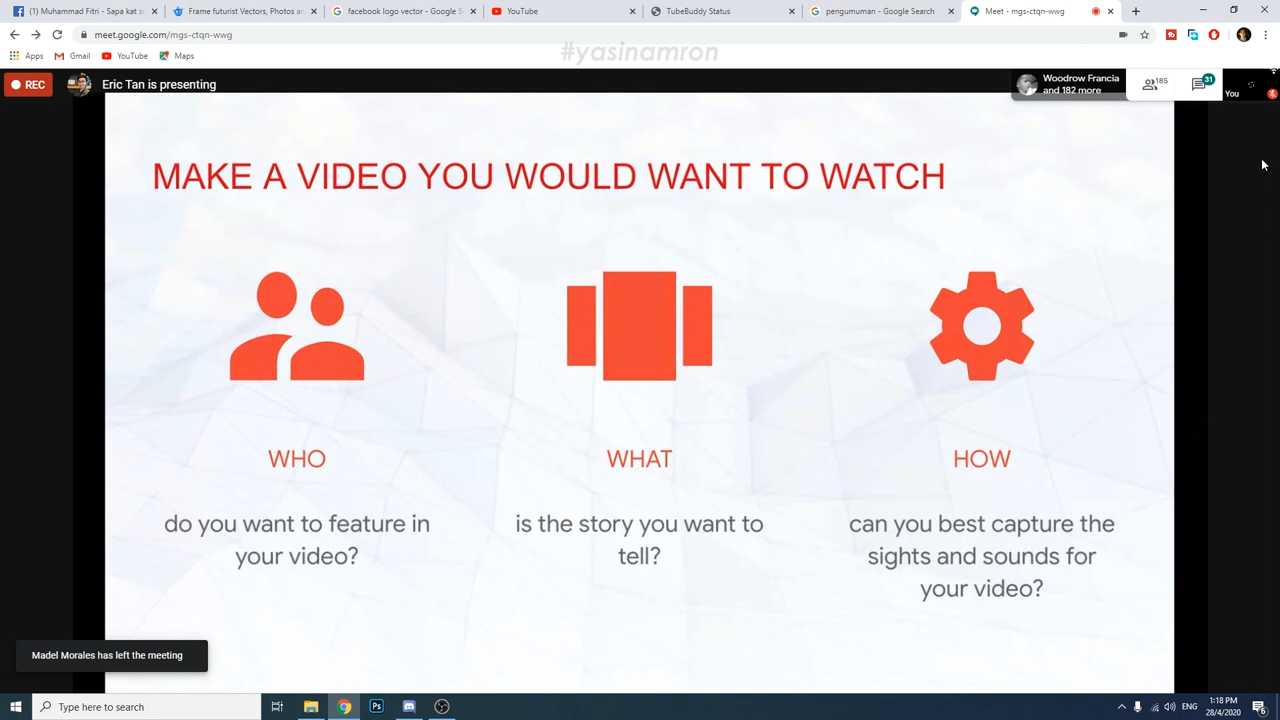 Muhammad Fitri - Sapa kat s
Frame futurist Vectors, Photos an
facebook logo vector - Google S
YouTube
TubeBuddy Status
pengumuman - Google Search
Meet - mgs-ctqn-wwg
meet.google.com/mgs-ctqn-wwg
Apps
Gmail
YouTube
Maps
#yasinamron
REC
Eric Tan is presenting
Woodrow Francia
and 182 more
185
31
You
MAKE A VIDEO YOU WOULD WANT TO WATCH
WHO
do you want to feature in
your video?
WHAT
is the story you want to
tell?
HOW
can you best capture the
sights and sounds for
your video?
Madel Morales has left the meeting
Type here to search
Ps
ENG
1:18 PM
28/4/2020
6